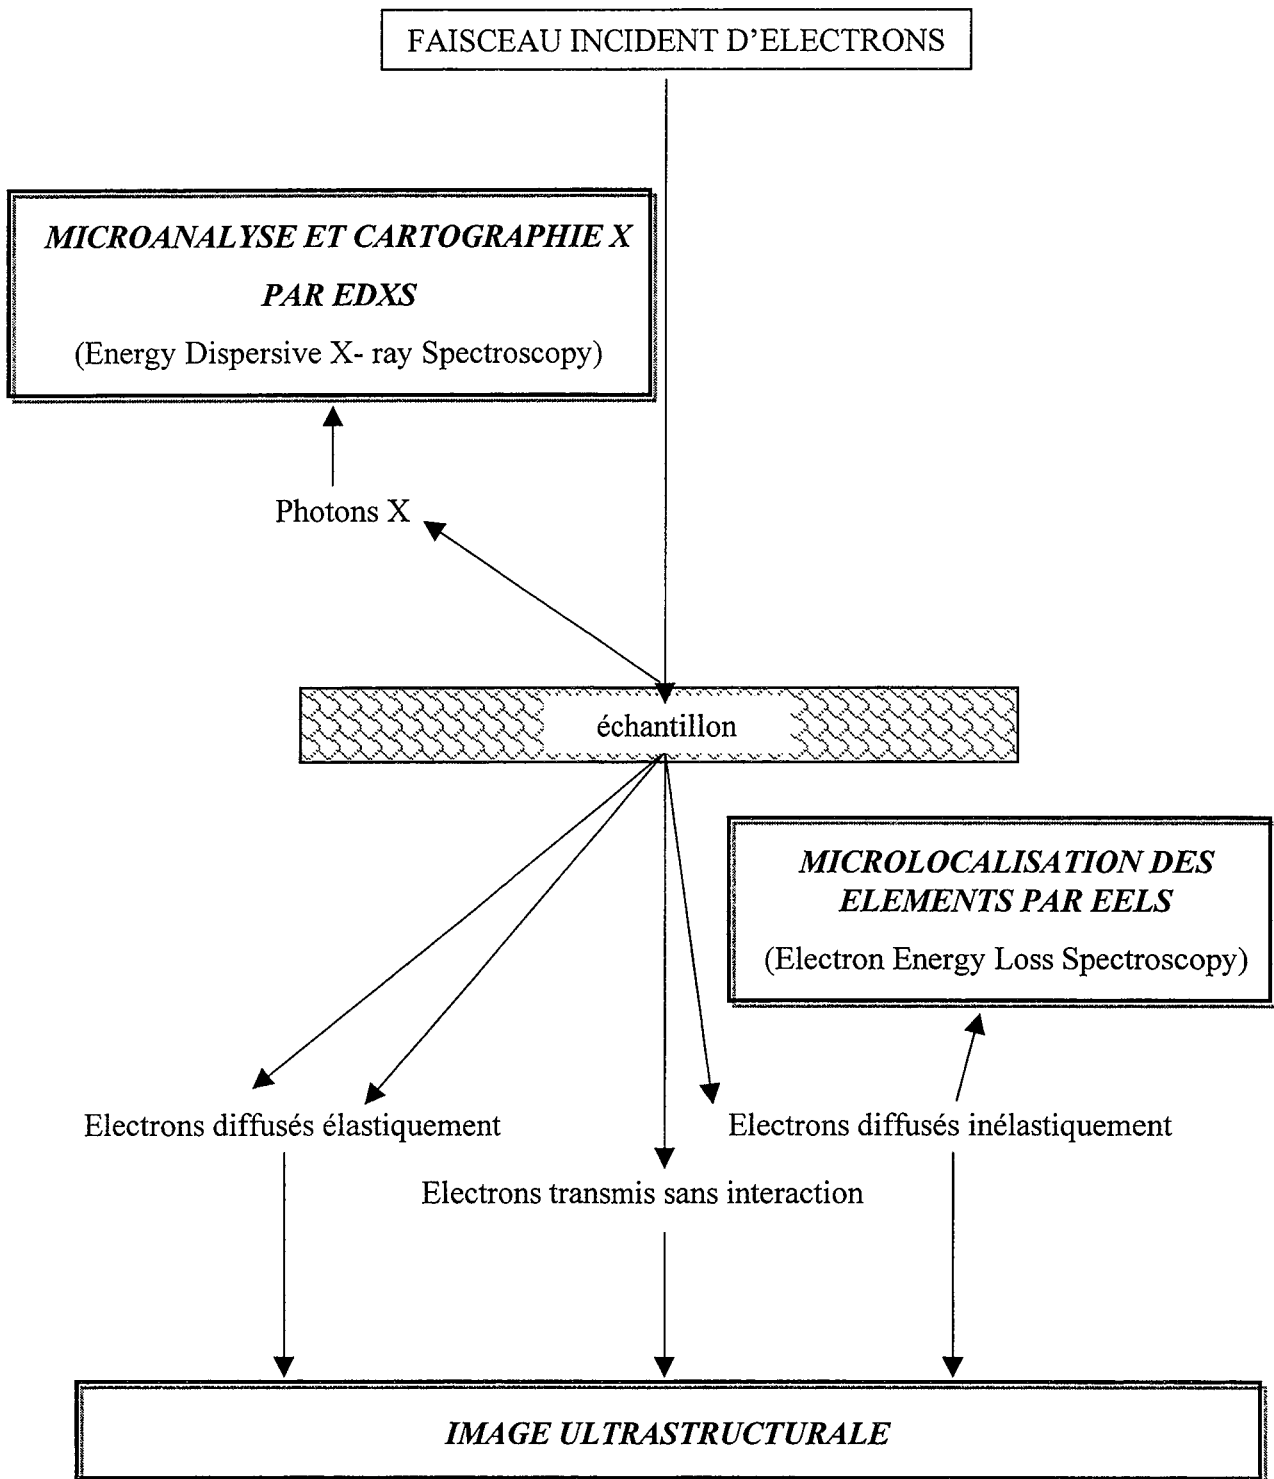 FAISCEAU INCIDENT D'ELECTRONS
MICROANALYSE ET CARTOGRAPHIE X
PAR EDXS
(Energy Dispersive X- ray Spectroscopy)
Photons X
échantillon
MICROLOCALISATION DES
ELEMENTS PAR EELS
(Electron Energy Loss Spectroscopy)
Electrons diffusés élastiquement
Electrons diffusés inélastiquement
Electrons transmis sans interaction
IMAGE ULTRASTRUCTURALE